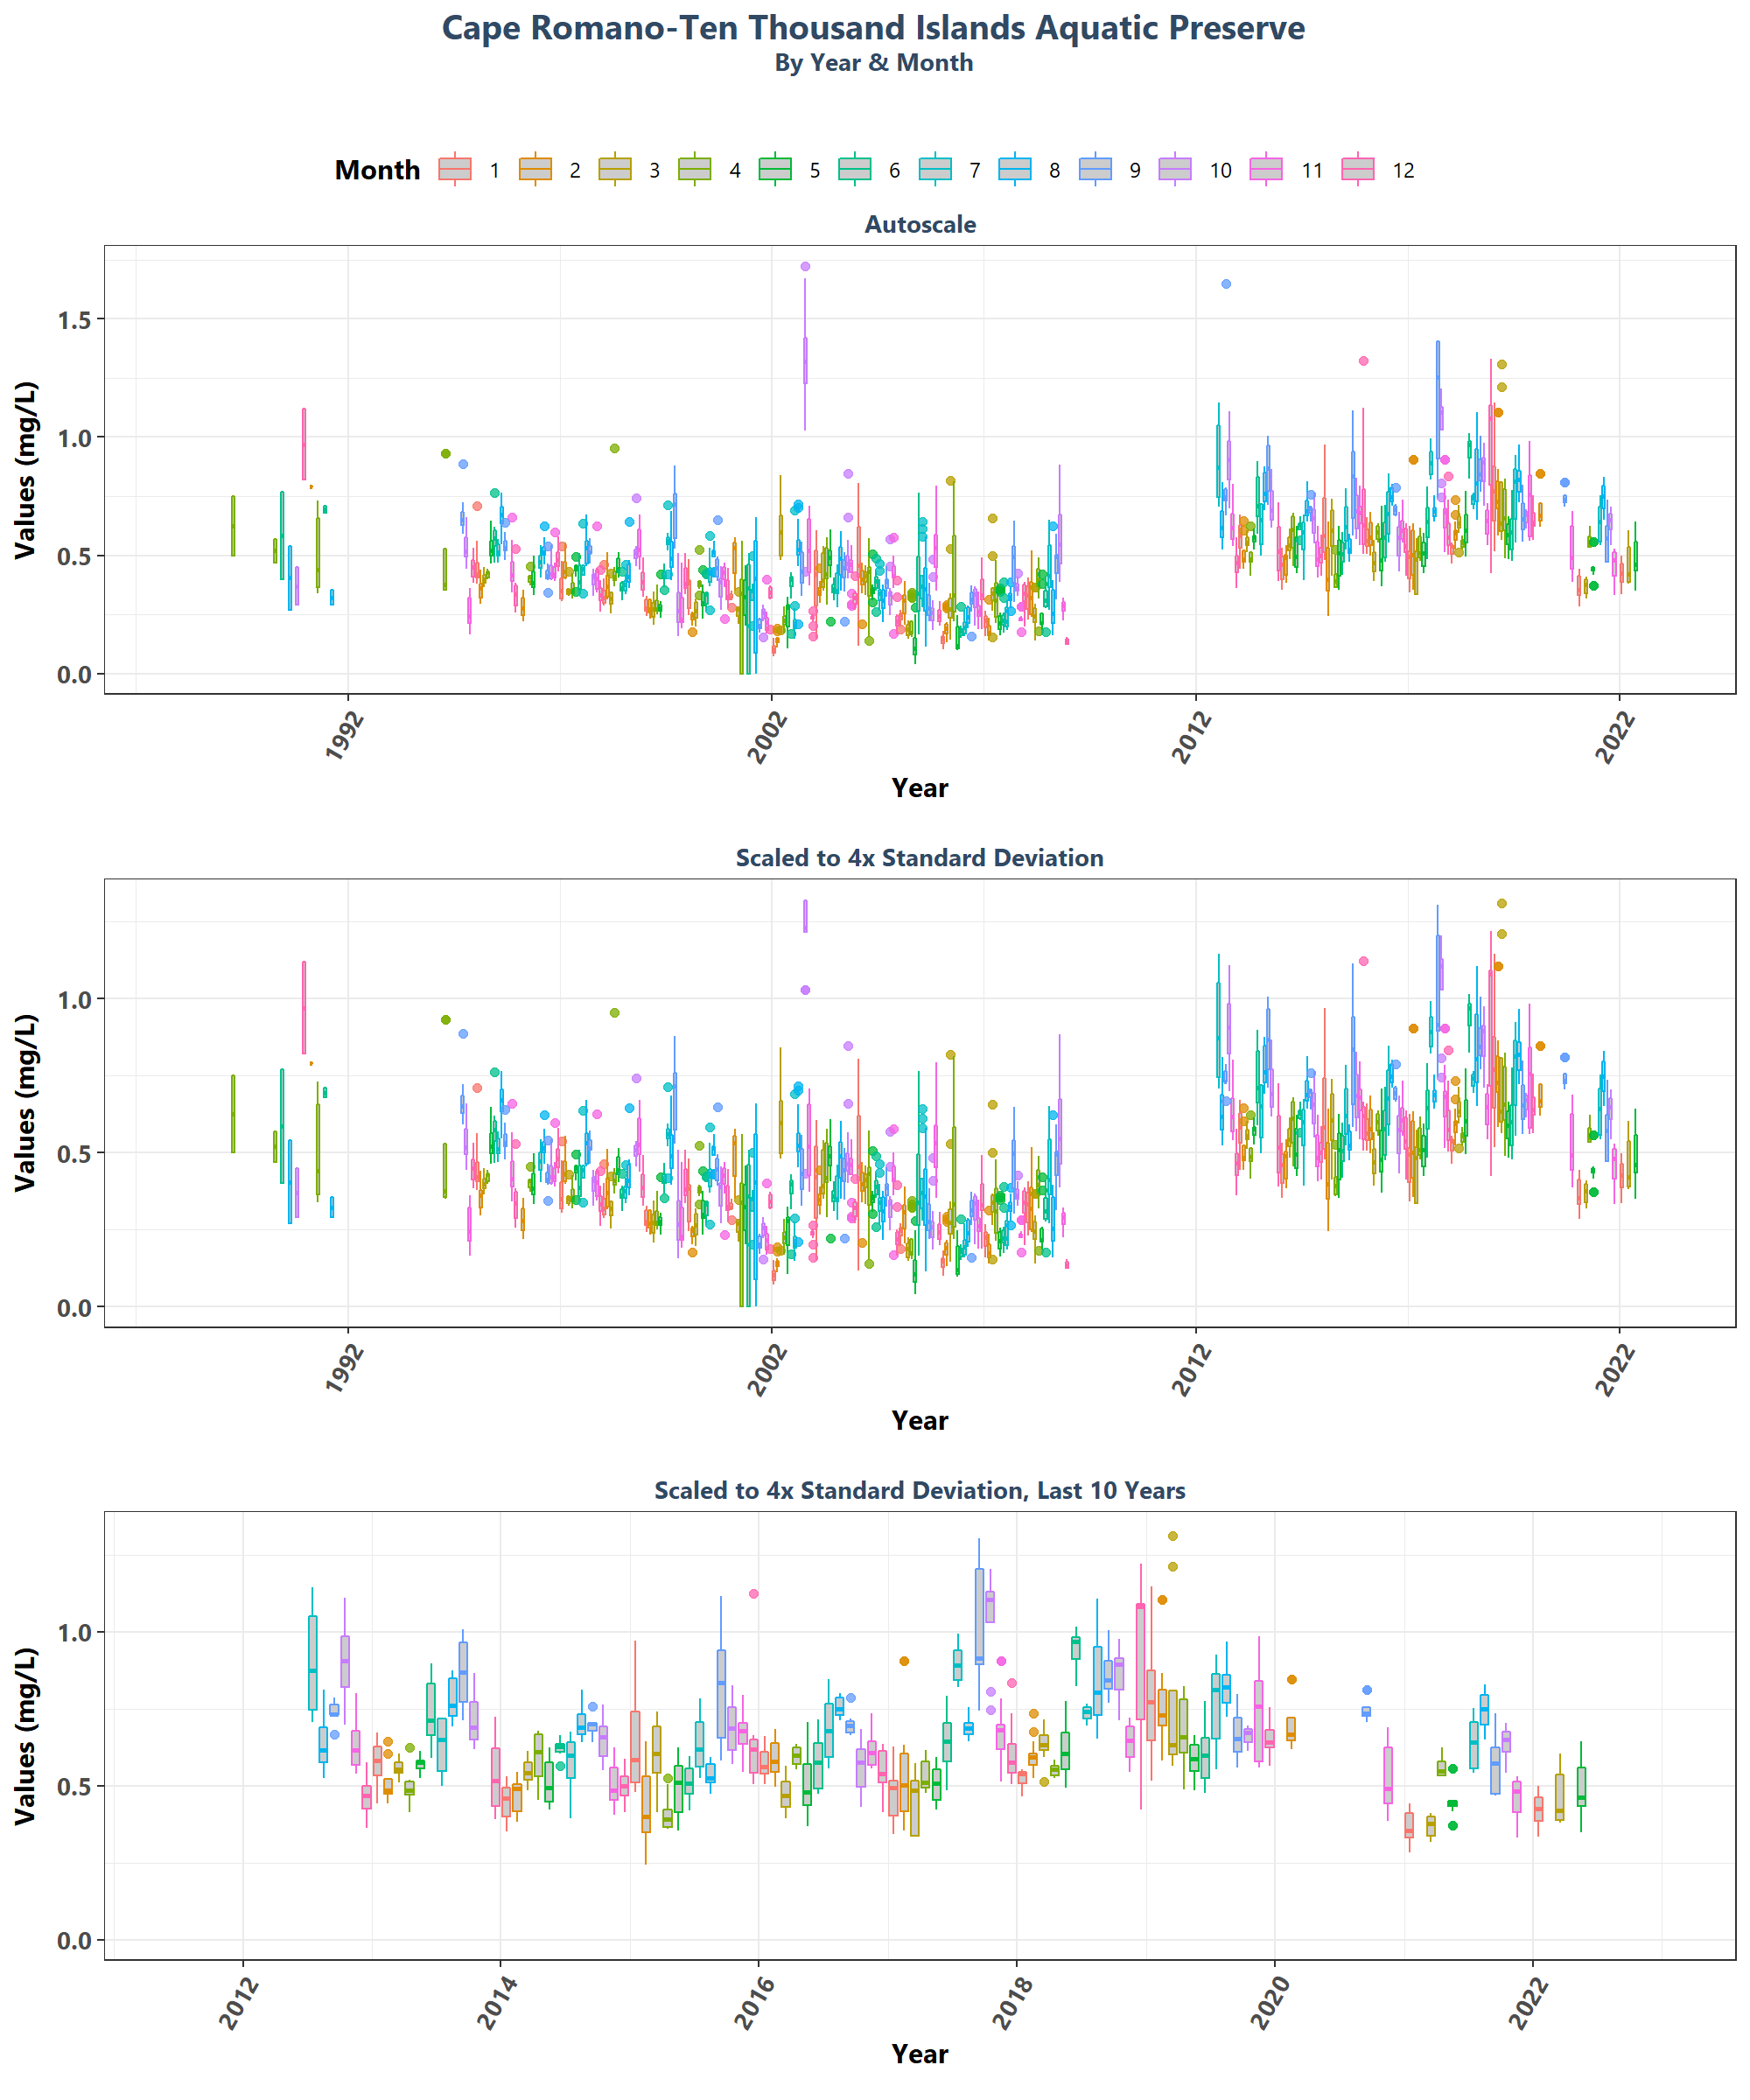 Cape Romano-Ten Thousand Islands Aquatic Preserve
By Year & Month
Month 1 2 3 4 5 6 7 8 9 10 11 12
Autoscale
Values (mg/L)
1.5
1.0
0.5
0.0
1992 2002 2012 2022
Year
Scaled to 4x Standard Deviation
Values (mg/L)
1.0
0.5
0.0
1992 2002 2012 2022
Year
Scaled to 4x Standard Deviation, Last 10 Years
Values (mg/L)
1.0
0.5
0.0
2012 2014 2016 2018 2020 2022
Year